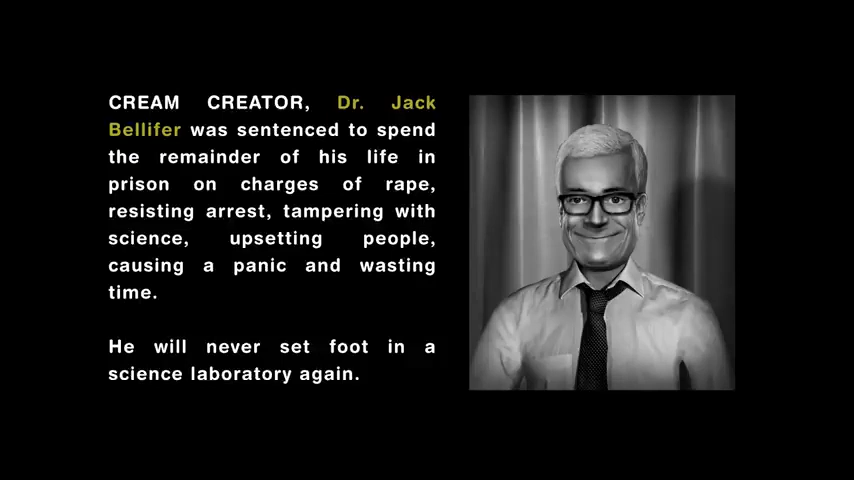 CREAM CREATOR, Dr. Jack
Bellifer was sentenced to spend
the remainder of his life in
prison on charges of rape,
resisting arrest, tampering with
science, upsetting people,
causing a panic and wasting
time.
He will never set foot in a
science laboratory again.